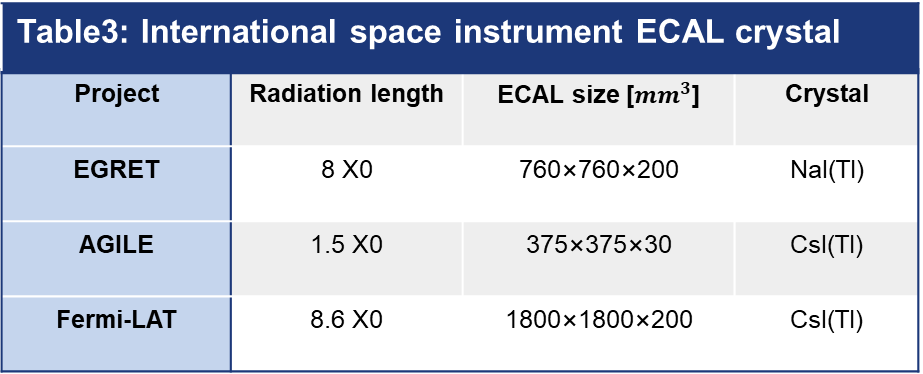 Table3: International space instrument ECAL crystal
Project Radiation length ECAL size [mm³] Crystal
EGRET 8 X0 760×760×200 NaI(Tl)
AGILE 1.5 X0 375×375×30 CsI(Tl)
Fermi-LAT 8.6 X0 1800×1800×200 CsI(Tl)